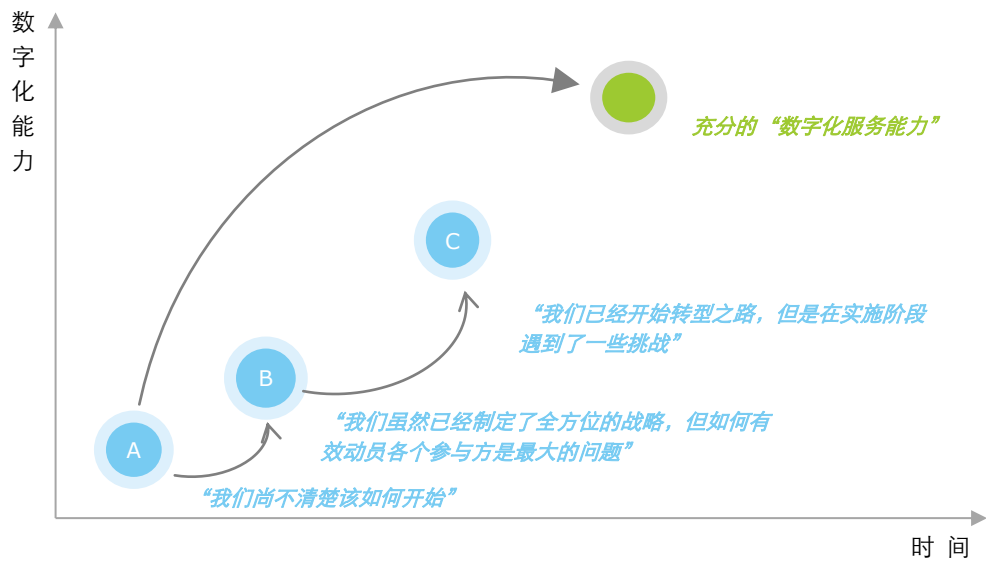 数字化能力
充分的“数字化服务能力”
C
“我们已经开始转型之路，但是在实施阶段
遇到了一些挑战”
B
“我们虽然已经制定了全方位的战略，但如何有
效动员各个参与方是最大的问题”
A
“我们尚不清楚该如何开始”
时间